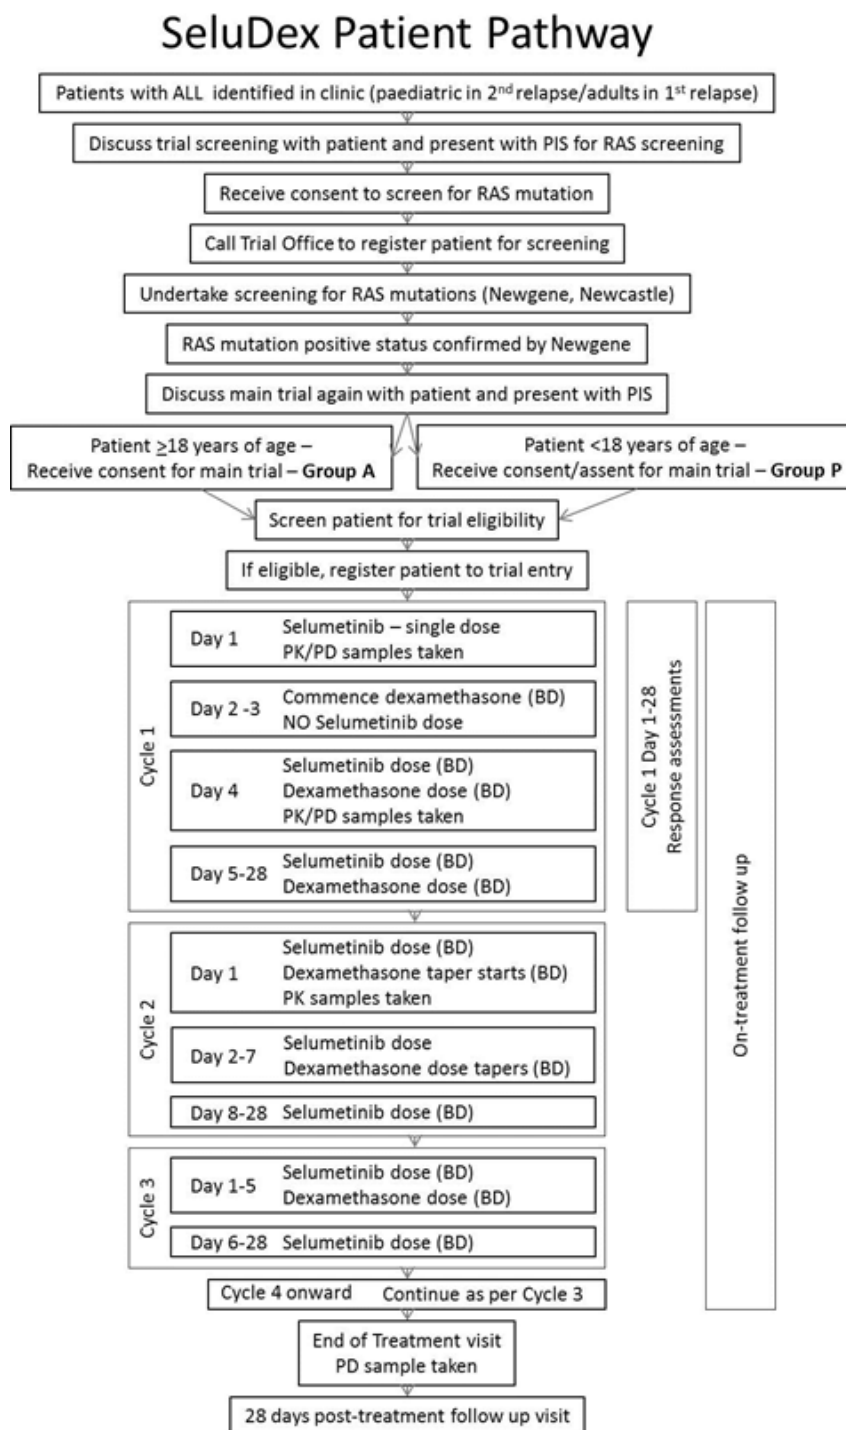 SeluDex Patient Pathway
Patients with ALL identified in clinic (paediatric in 2nd relapse/adults in 1st relapse)
Discuss trial screening with patient and present with PIS for RAS screening
Receive consent to screen for RAS mutation
Call Trial Office to register patient for screening
Undertake screening for RAS mutations (Newgene, Newcastle)
RAS mutation positive status confirmed by Newgene
Discuss main trial again with patient and present with PIS
Patient ≥18 years of age –
Receive consent for main trial – Group A
Patient <18 years of age –
Receive consent/assent for main trial – Group P
Screen patient for trial eligibility
If eligible, register patient to trial entry
Cycle 1
Day 1
Selumetinib – single dose
PK/PD samples taken
Day 2 -3
Commence dexamethasone (BD)
NO Selumetinib dose
Day 4
Selumetinib dose (BD)
Dexamethasone dose (BD)
PK/PD samples taken
Day 5-28
Selumetinib dose (BD)
Dexamethasone dose (BD)
Cycle 1 Day 1-28
Response assessments
On-treatment follow up
Cycle 2
Day 1
Selumetinib dose (BD)
Dexamethasone taper starts (BD)
PK samples taken
Day 2-7
Selumetinib dose
Dexamethasone dose tapers (BD)
Day 8-28 Selumetinib dose (BD)
Cycle 3
Day 1-5
Selumetinib dose (BD)
Dexamethasone dose (BD)
Day 6-28 Selumetinib dose (BD)
Cycle 4 onward Continue as per Cycle 3
End of Treatment visit
PD sample taken
28 days post-treatment follow up visit